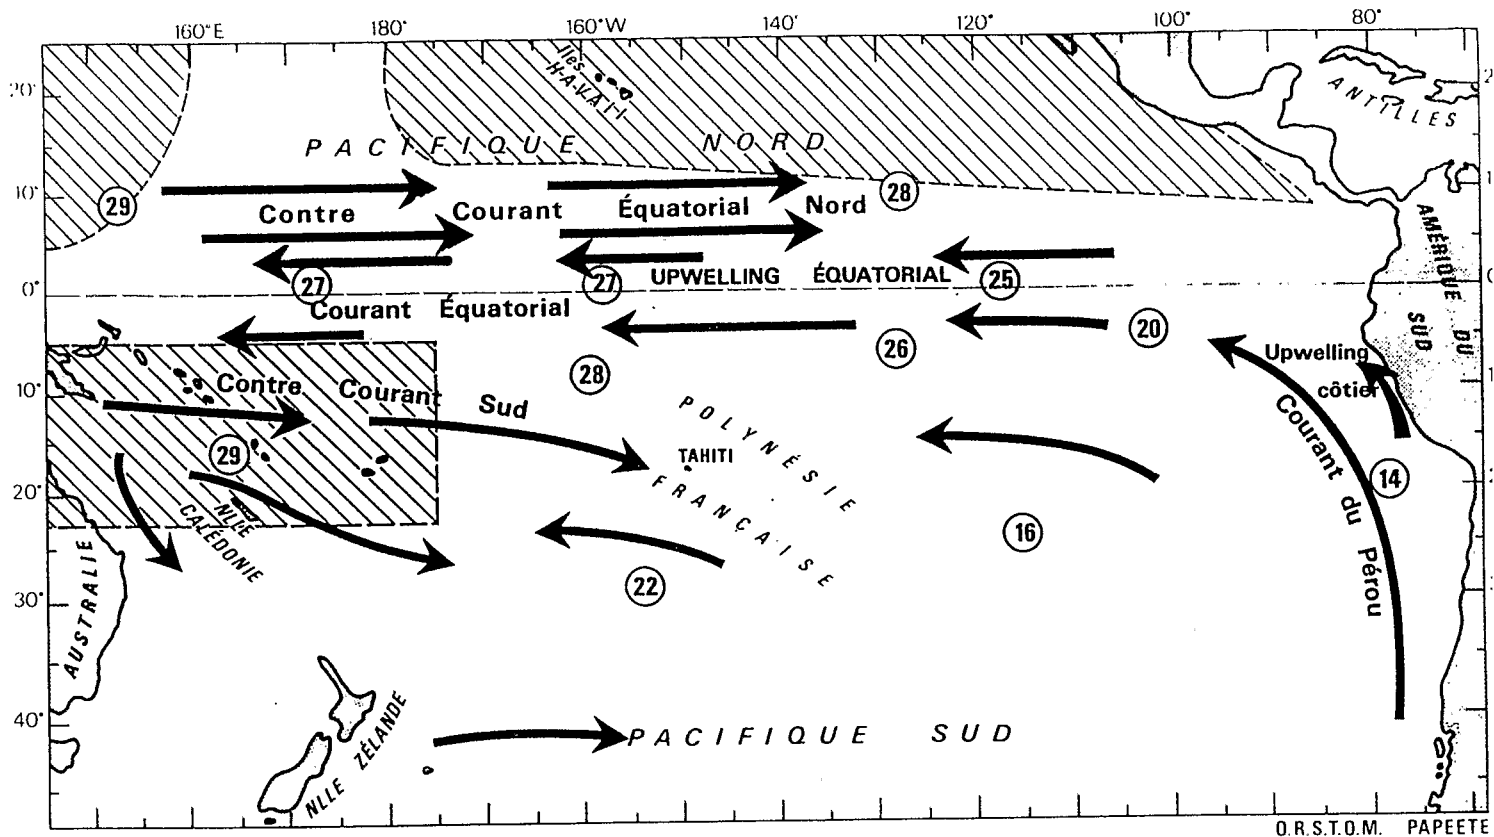 160°E 180° 160°W 140° 120° 100° 80°
20°
Iles
HAVAII
ANTILLES
PACIFIQUE NORD
10°
29
28
Contre Courant Équatorial Nord
AMÉRIQUE DU SUD
27
27
UPWELLING ÉQUATORIAL
25
0°
Courant Équatorial
20
26
Upwelling
côtier
28
10°
Contre Courant Sud
POLYNÉSIE
FRANÇAISE
TAHITI
Courant du Pérou
29
14
20°
NLLE
CALÉDONIE
16
22
30°
AUSTRALIE
40°
NLLE ZÉLANDE
PACIFIQUE SUD
O.R.S.T.O.M. PAPEETE